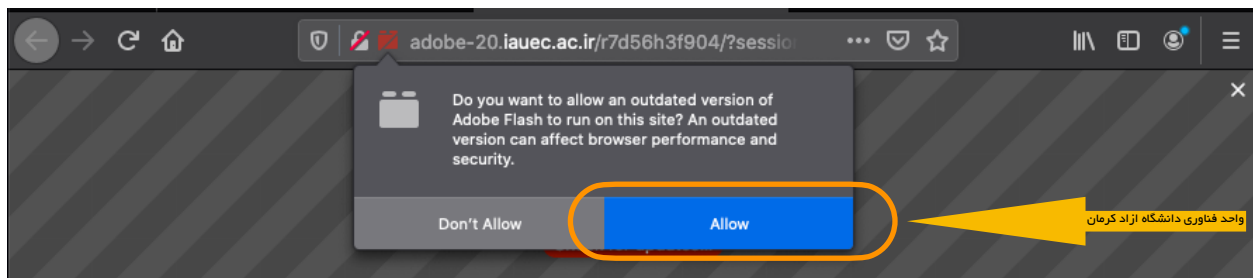 adobe-20.iauec.ac.ir/r7d56h3f904/?session
Do you want to allow an outdated version of
Adobe Flash to run on this site? An outdated
version can affect browser performance and
security.
Don't Allow
Allow
واحد فناوری دانشگاه ازاد کرمان